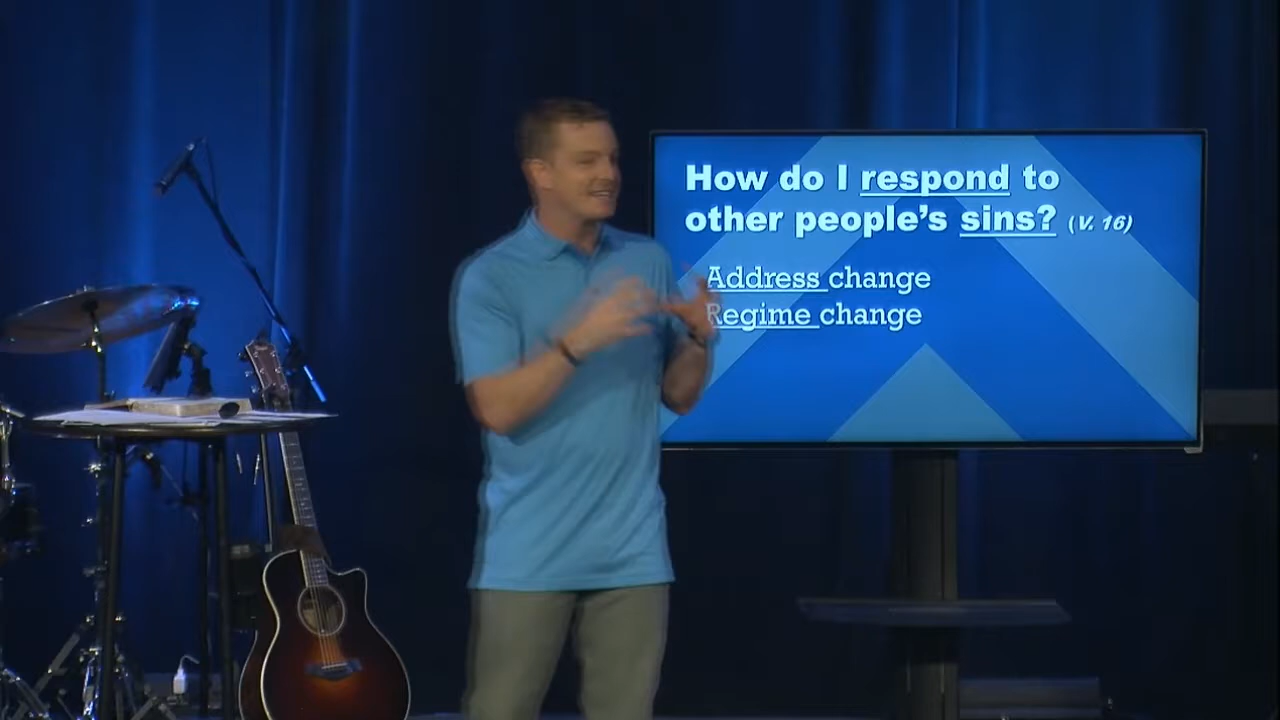 How do I respond to
other people's sins? (V. 16)
Address change
Regime change